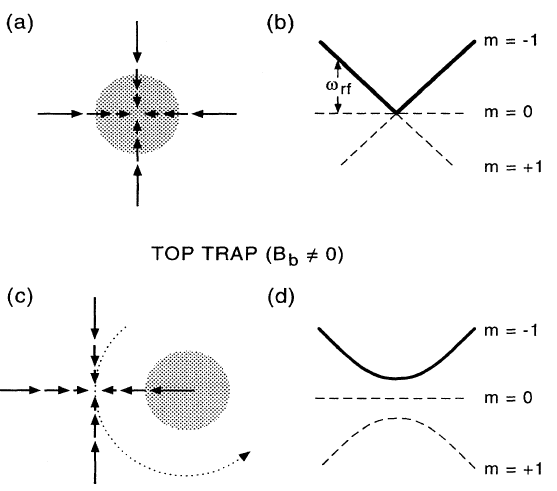 (a)
(b)
m = -1
ω_rf
m = 0
m = +1
TOP TRAP (B_b ≠ 0)
(c)
(d)
m = -1
m = 0
m = +1